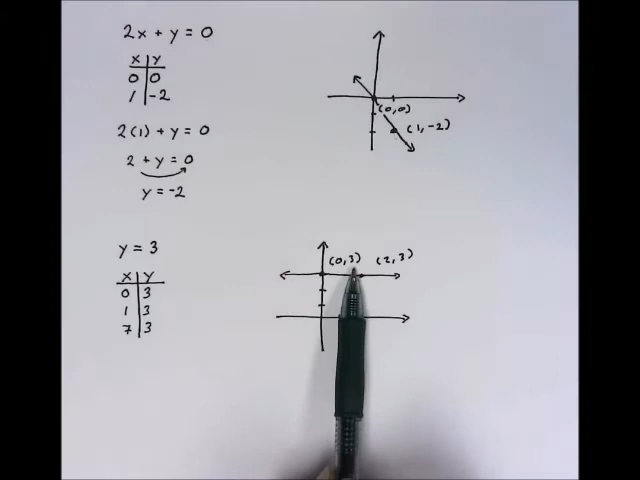 2x + y = 0
x y
0 0
1 -2
2(1) + y = 0
2 + y = 0
y = -2
(0,0)
(1,-2)
y = 3
x y
0 3
1 3
7 3
(0,3) (2,3)